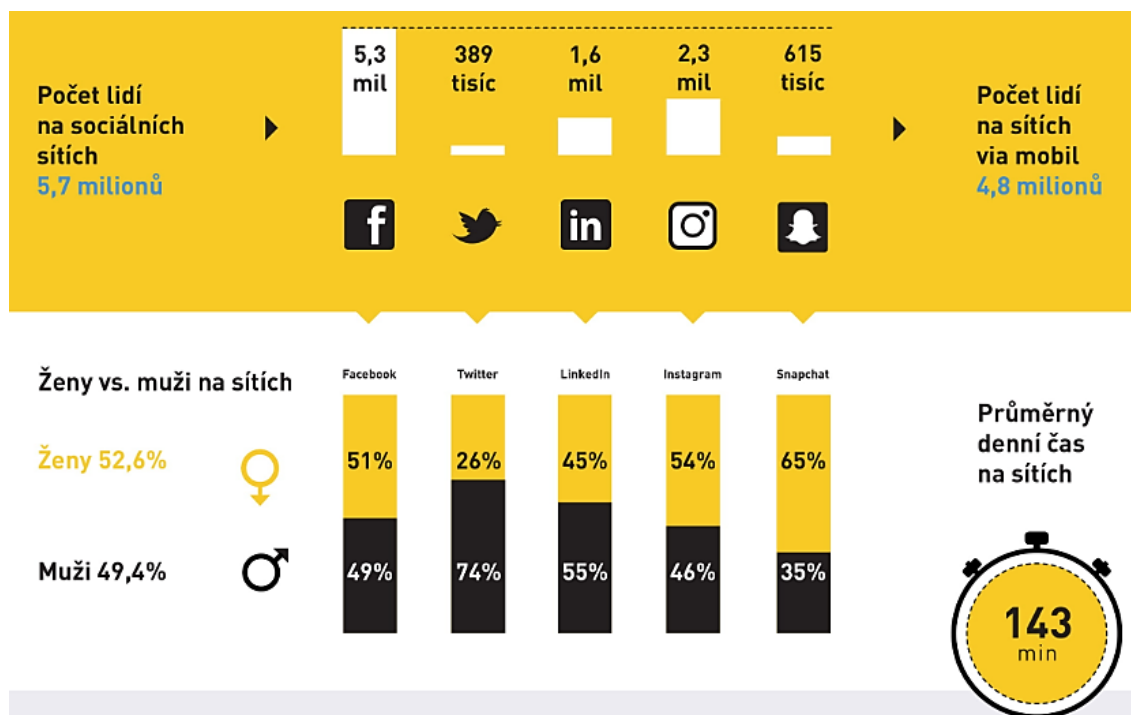 Počet lidí
na sociálních
sítích
5,7 milionů
5,3
mil
389
tisíc
1,6
mil
2,3
mil
615
tisíc
Počet lidí
na sítích
via mobil
4,8 milionů
f
in
Ženy vs. muži na sítích
Facebook
Twitter
LinkedIn
Instagram
Snapchat
Ženy 52,6%
51%
26%
45%
54%
65%
Muži 49,4%
49%
74%
55%
46%
35%
Průměrný
denní čas
na sítích
143
min